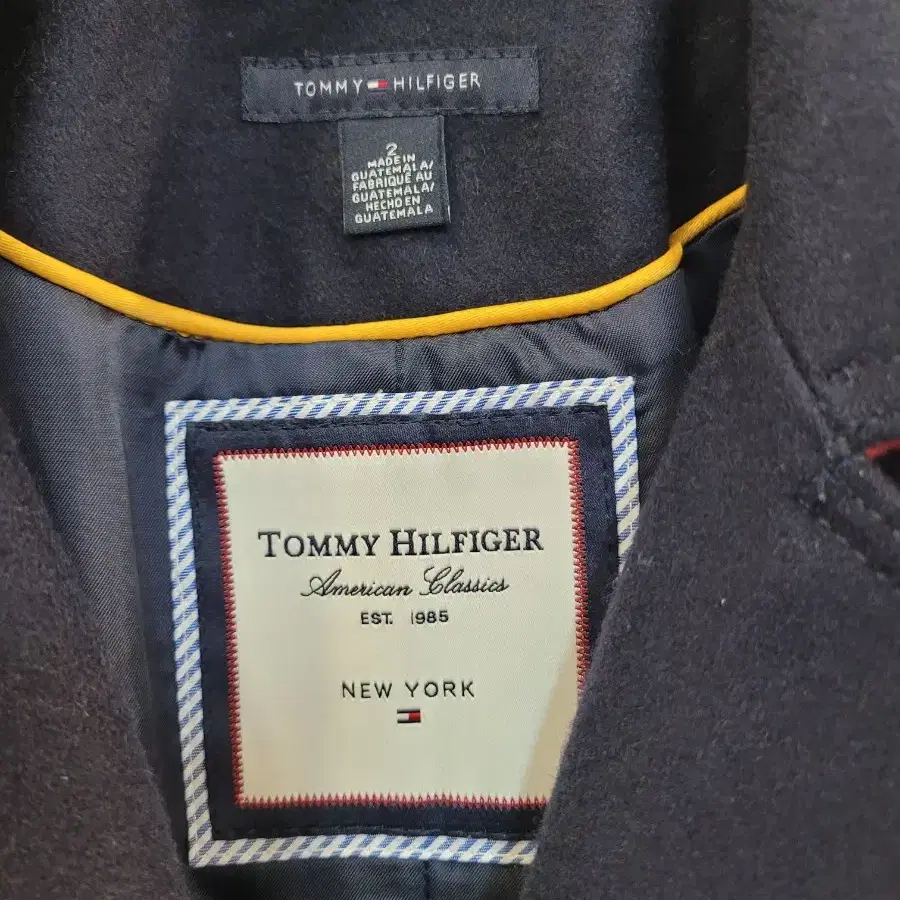 TOMMY HILFIGER
2
MADE IN
GUATEMALA/
FABRIQUE AU
GUATEMALA/
HECHO EN
GUATEMALA
TOMMY HILFIGER
American Classics
EST. 1985
NEW YORK